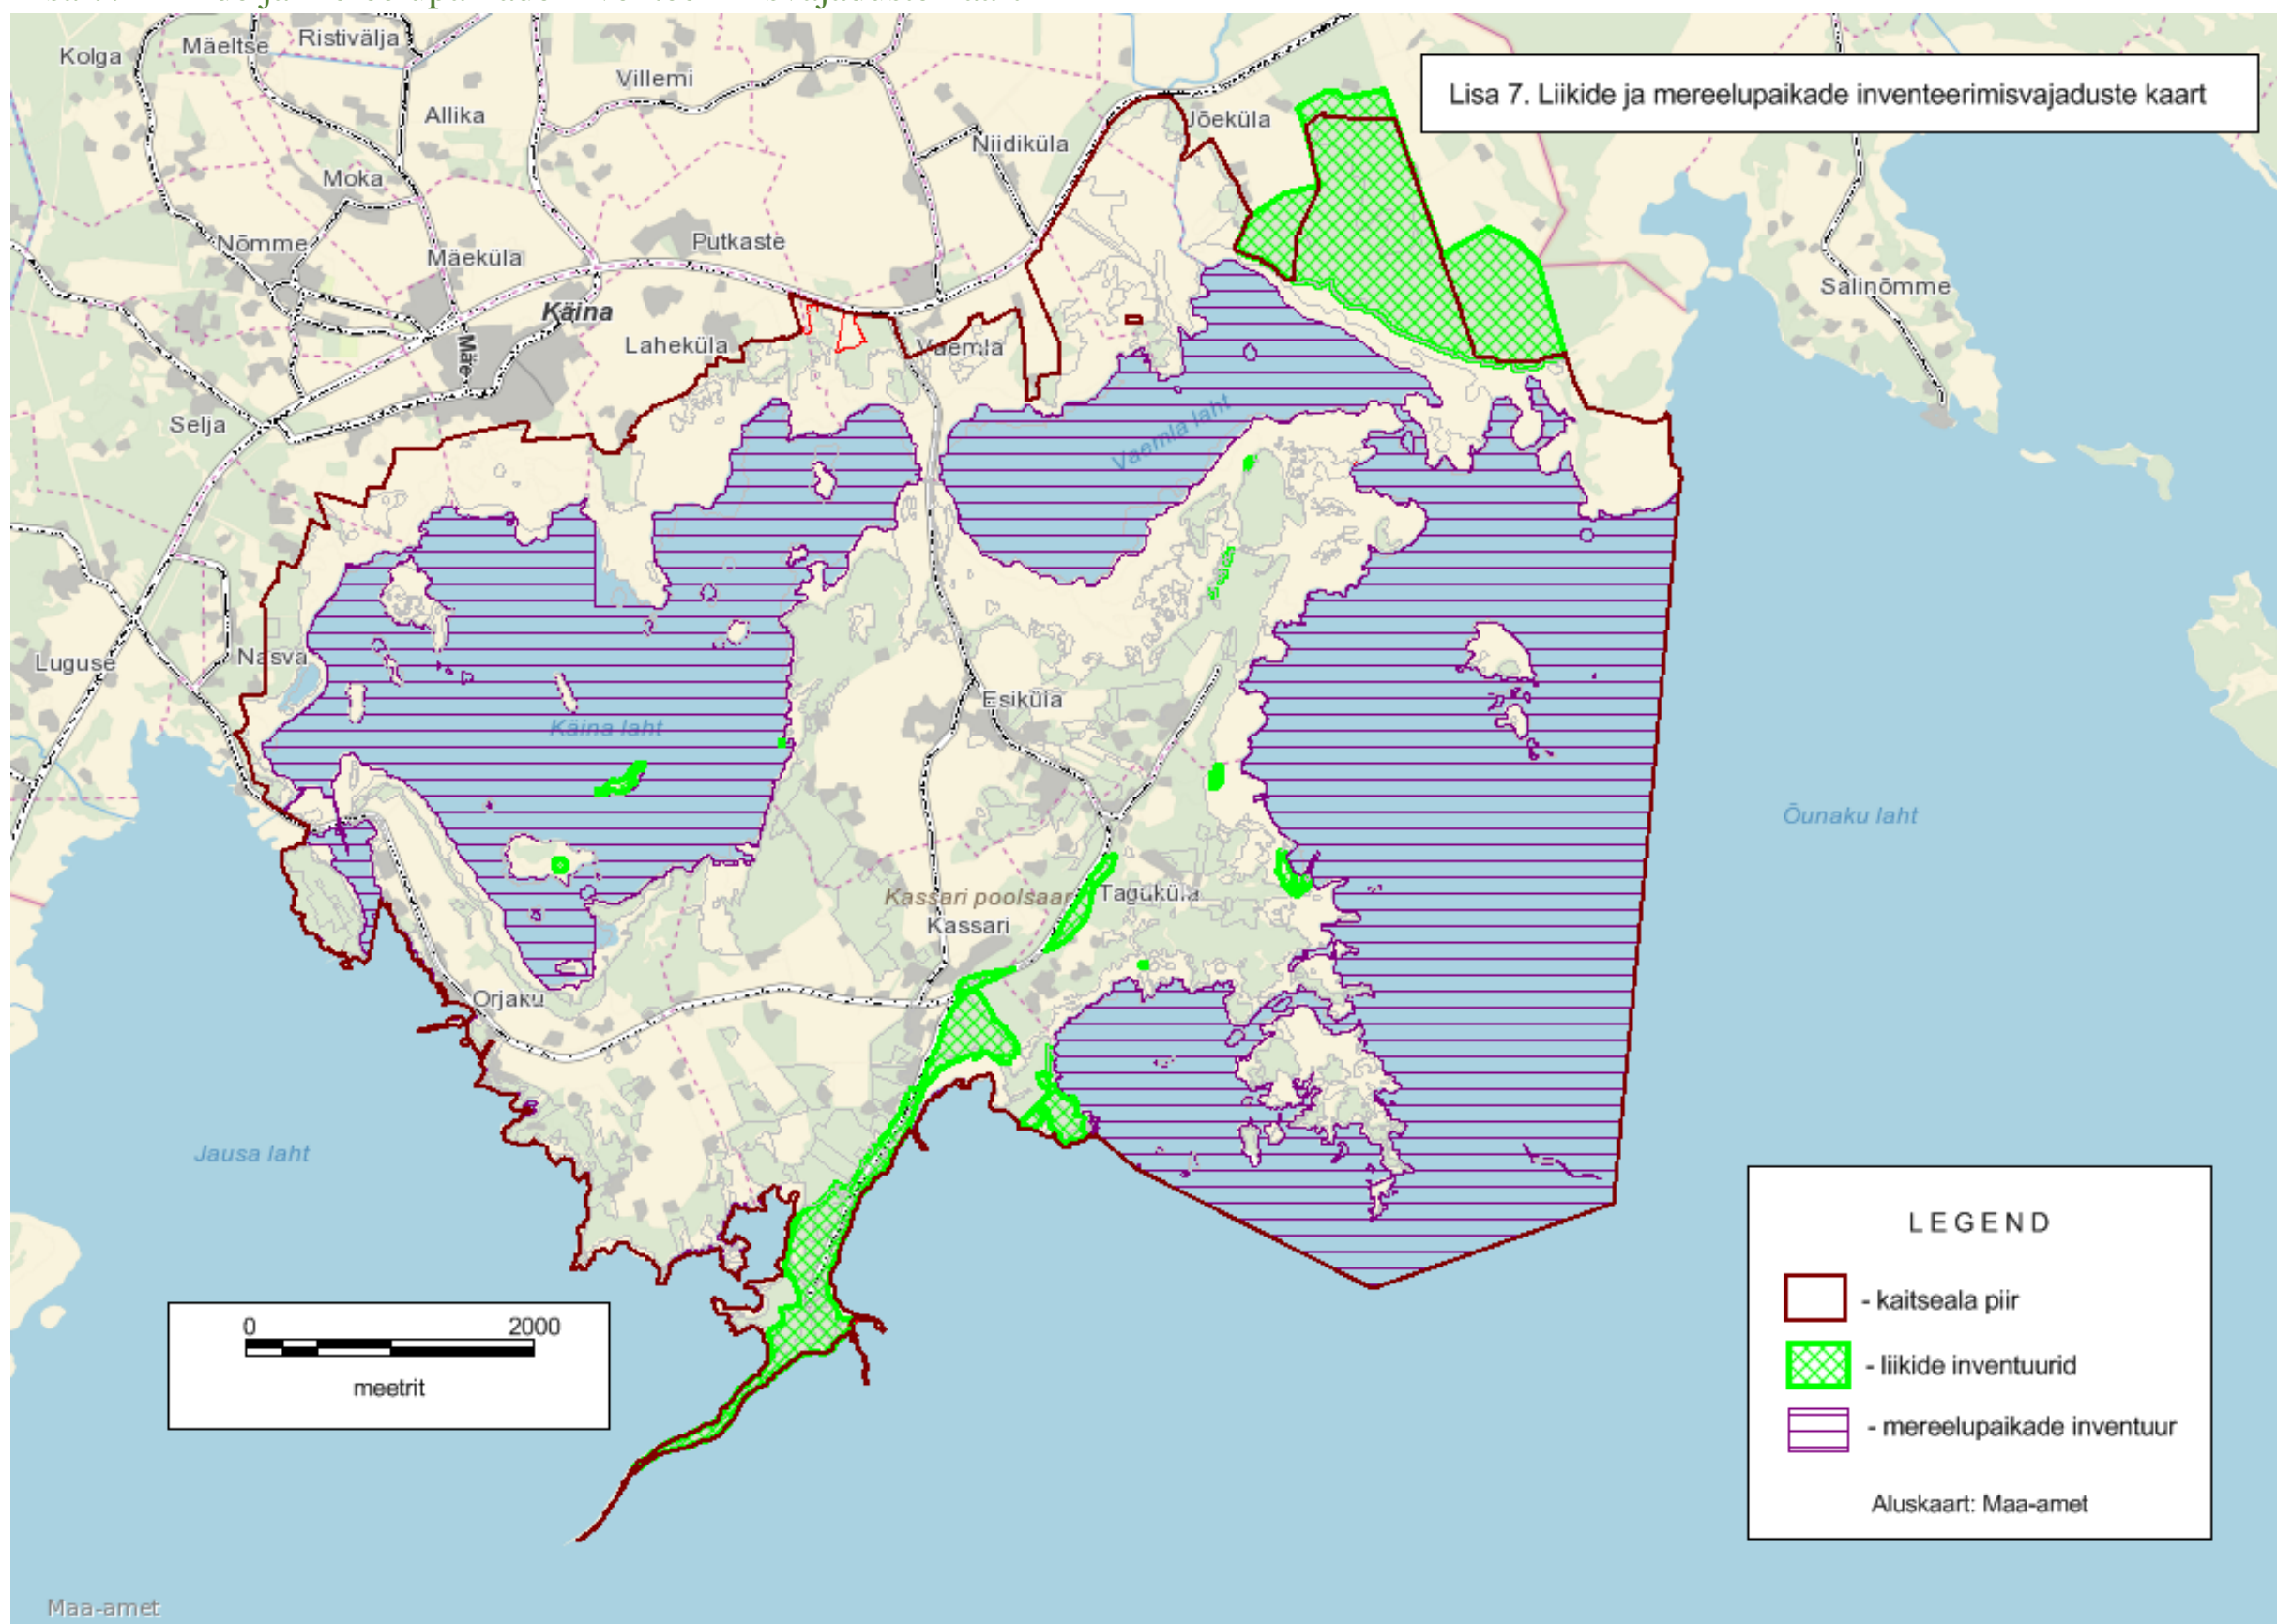 Kolga
Mäeltse
Ristivälja
Villemi
Allika
Niidiküla
Jõeküla
Lisa 7. Liikide ja mereelupaikade inventeerimisvajaduste kaart
Moka
Nõmme
Mäeküla
Putkaste
Salinõmme
Käina
Mäe
Laheküla
Vaemla
Selja
Vaemla laht
Luguse
Nasva
Esiküla
Käina laht
Õunaku laht
Kassari poolsaar
Taguküla
Kassari
Orjaku
Jausa laht
LEGEND
- kaitseala piir
- liikide inventuurid
- mereelupaikade inventuur
Aluskaart: Maa-amet
0 2000
meetrit
Maa-amet